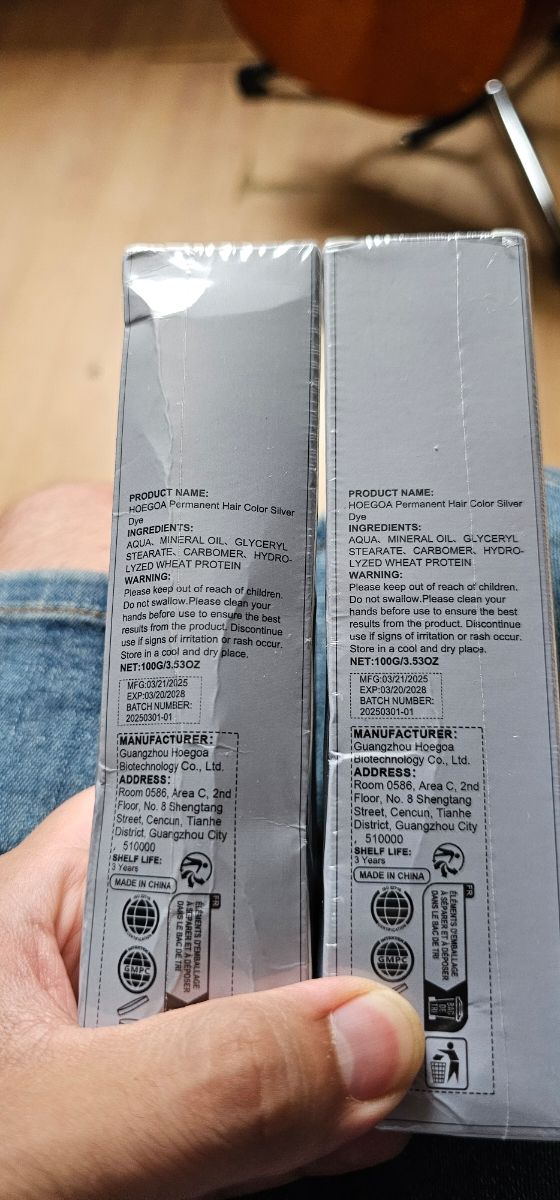 PRODUCT NAME:
HOEGOA Permanent Hair Color Silver
Dye
INGREDIENTS:
AQUA、MINERAL OIL、GLYCERYL
STEARATE、CARBOMER、HYDRO-
LYZED WHEAT PROTEIN
WARNING:
Please keep out of reach of children.
Do not swallow.Please clean your
hands before use to ensure the best
results from the product. Discontinue
use if signs of irritation or rash occur.
Store in a cool and dry place.
NET:100G/3.53OZ
MFG:03/21/2025
EXP:03/20/2028
BATCH NUMBER:
20250301-01
MANUFACTURER:
Guangzhou Hoegoa
Biotechnology Co., Ltd.
ADDRESS:
Room 0586, Area C, 2nd
Floor, No. 8 Shengtang
Street, Cencun, Tianhe
District, Guangzhou City
, 510000
SHELF LIFE:
3 Years
MADE IN CHINA
GMPC
FR
ÉLÉMENTS D'EMBALLAGE
À SÉPARER ET À DÉPOSER
DANS LE BAC DE TRI
PRODUCT NAME:
HOEGOA Permanent Hair Color Silver
Dye
INGREDIENTS:
AQUA、MINERAL OIL、GLYCERYL
STEARATE、CARBOMER、HYDRO-
LYZED WHEAT PROTEIN
WARNING:
Please keep out of reach of children.
Do not swallow.Please clean your
hands before use to ensure the best
results from the product. Discontinue
use if signs of irritation or rash occur.
Store in a cool and dry place.
NET:100G/3.53OZ
MFG:03/21/2025
EXP:03/20/2028
BATCH NUMBER:
20250301-01
MANUFACTURER:
Guangzhou Hoegoa
Biotechnology Co., Ltd.
ADDRESS:
Room 0586, Area C, 2nd
Floor, No. 8 Shengtang
Street, Cencun, Tianhe
District, Guangzhou City
, 510000
SHELF LIFE:
3 Years
MADE IN CHINA
GMPC
FR
ÉLÉMENTS D'EMBALLAGE
À SÉPARER ET À DÉPOSER
DANS LE BAC DE TRI
BAC
DE
TRI